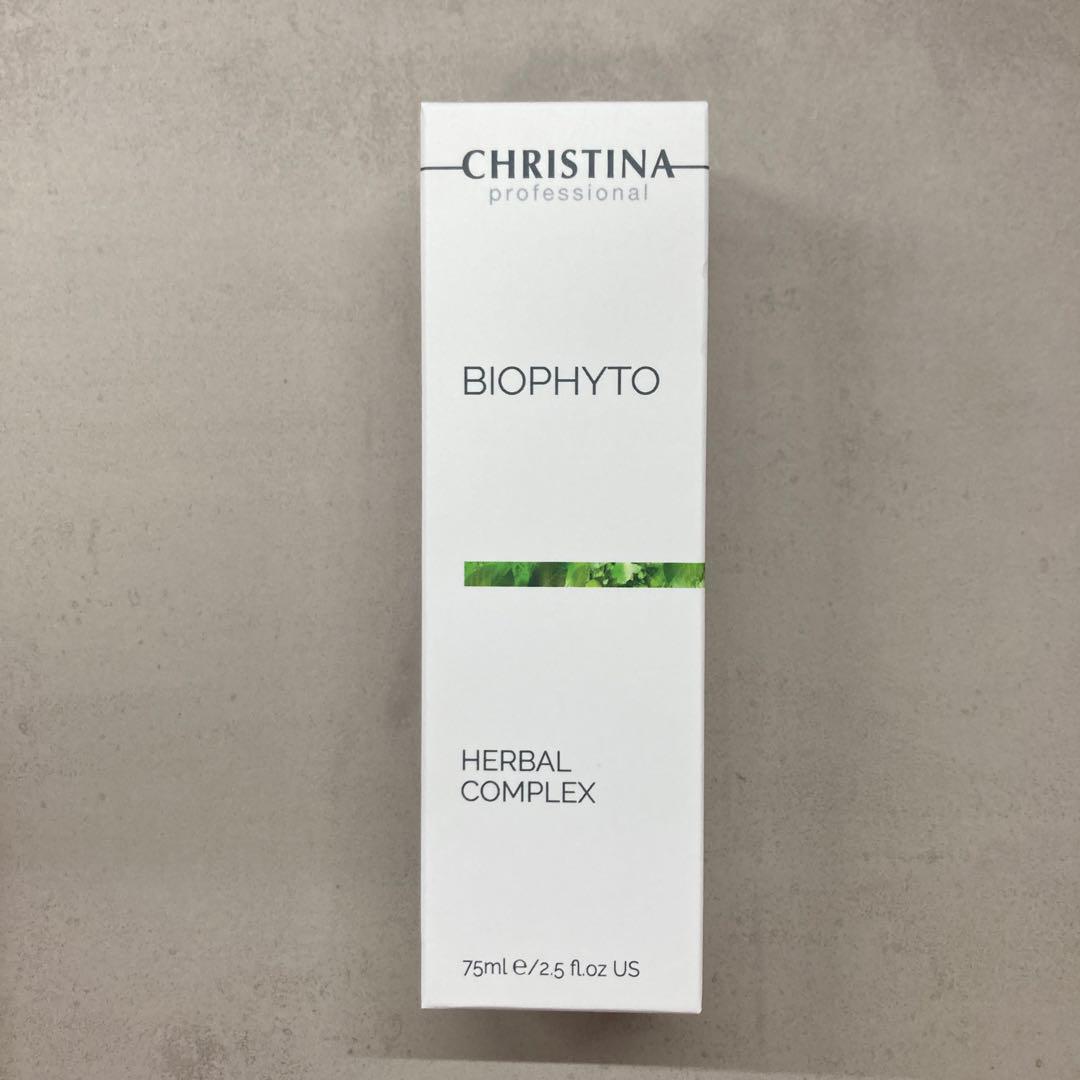 CHRISTINA
professional
BIOPHYTO
HERBAL
COMPLEX
75ml ℮/2.5 fl.oz US